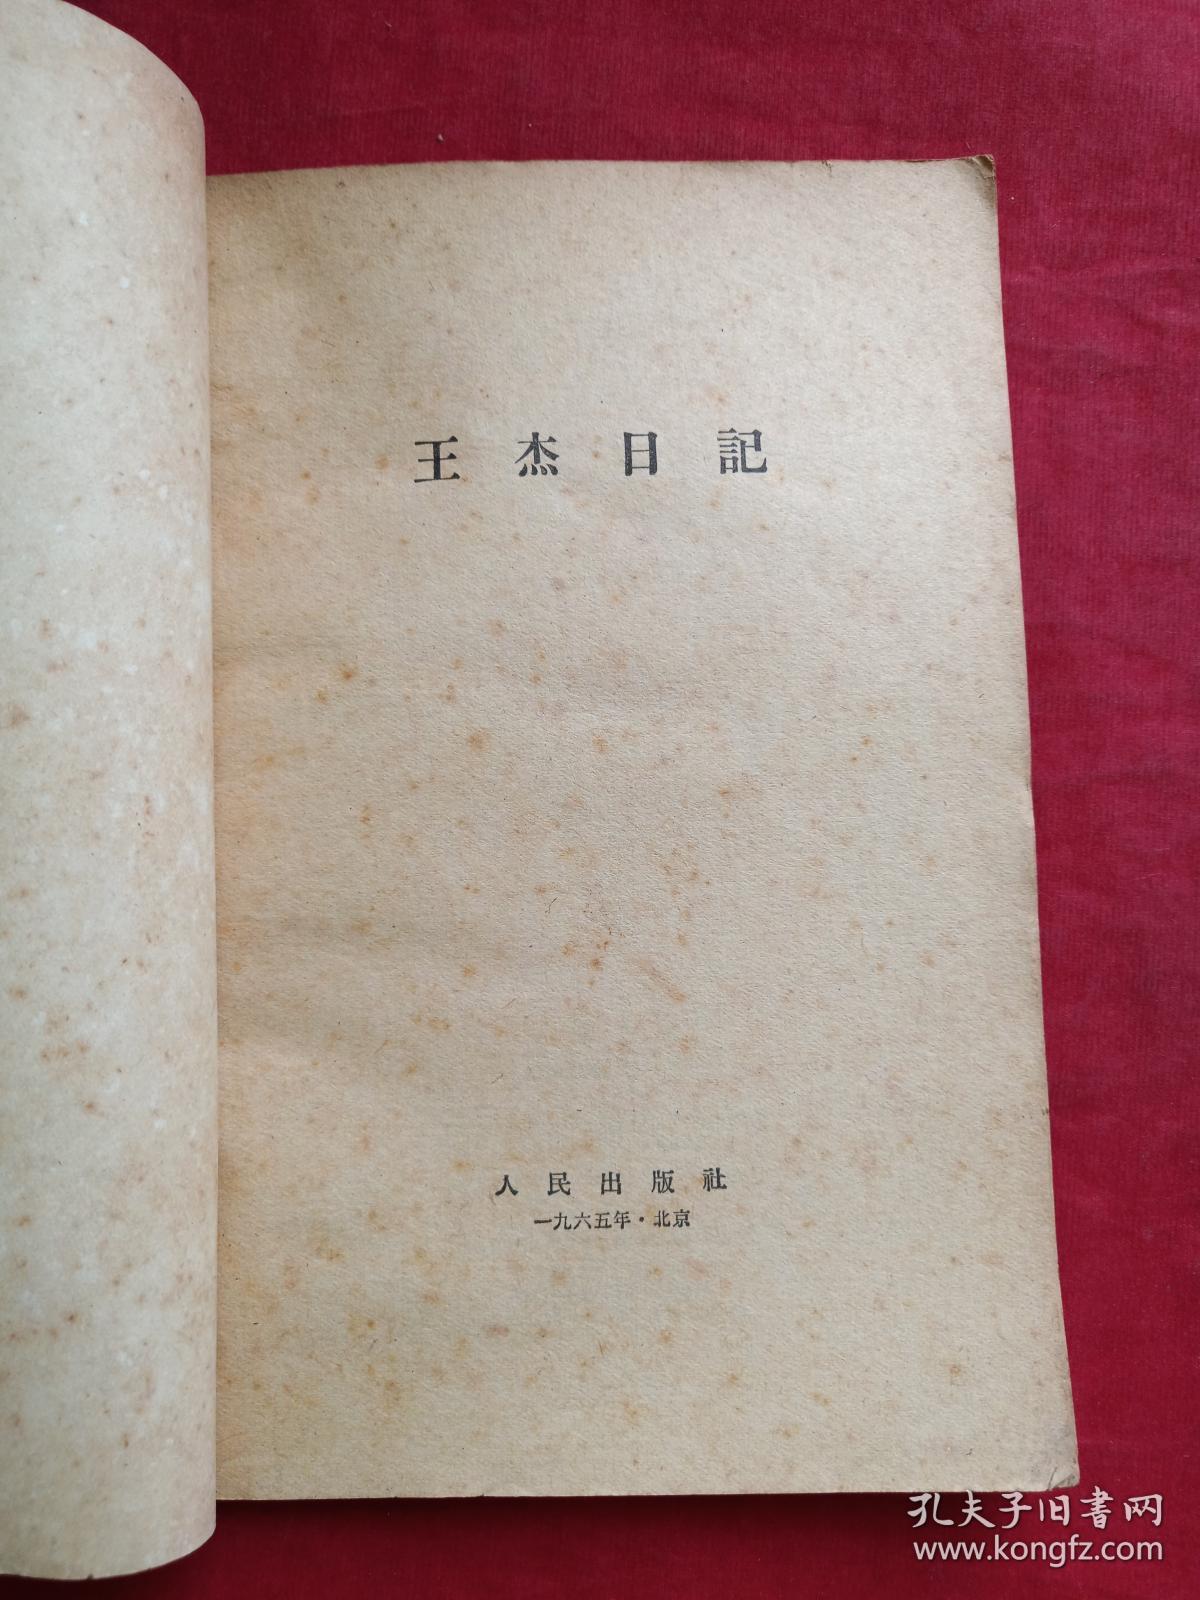 王杰日記
人民出版社
一九六五年·北京
孔夫子旧書网
www.kongfz.com